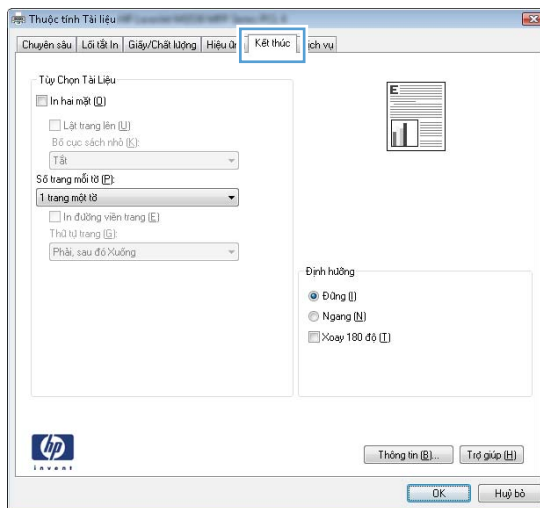 Thuộc tính Tài liệu
Chuyên sâu Lối tắt In Giấy/Chất lượng Hiệu ứ Kết thúc ịch vụ
Tùy Chọn Tài Liệu
In hai mặt (O)
Lật trang lên (U)
Bố cục sách nhỏ (K):
Tắt
Số trang mỗi tờ (P):
1 trang một tờ
In đường viền trang (E)
Thứ tự trang (G):
Phải, sau đó Xuống
E
Định hướng
Đứng (I)
Ngang (N)
Xoay 180 độ (T)
hp
invent
Thông tin (B)... Trợ giúp (H)
OK Huỷ bỏ